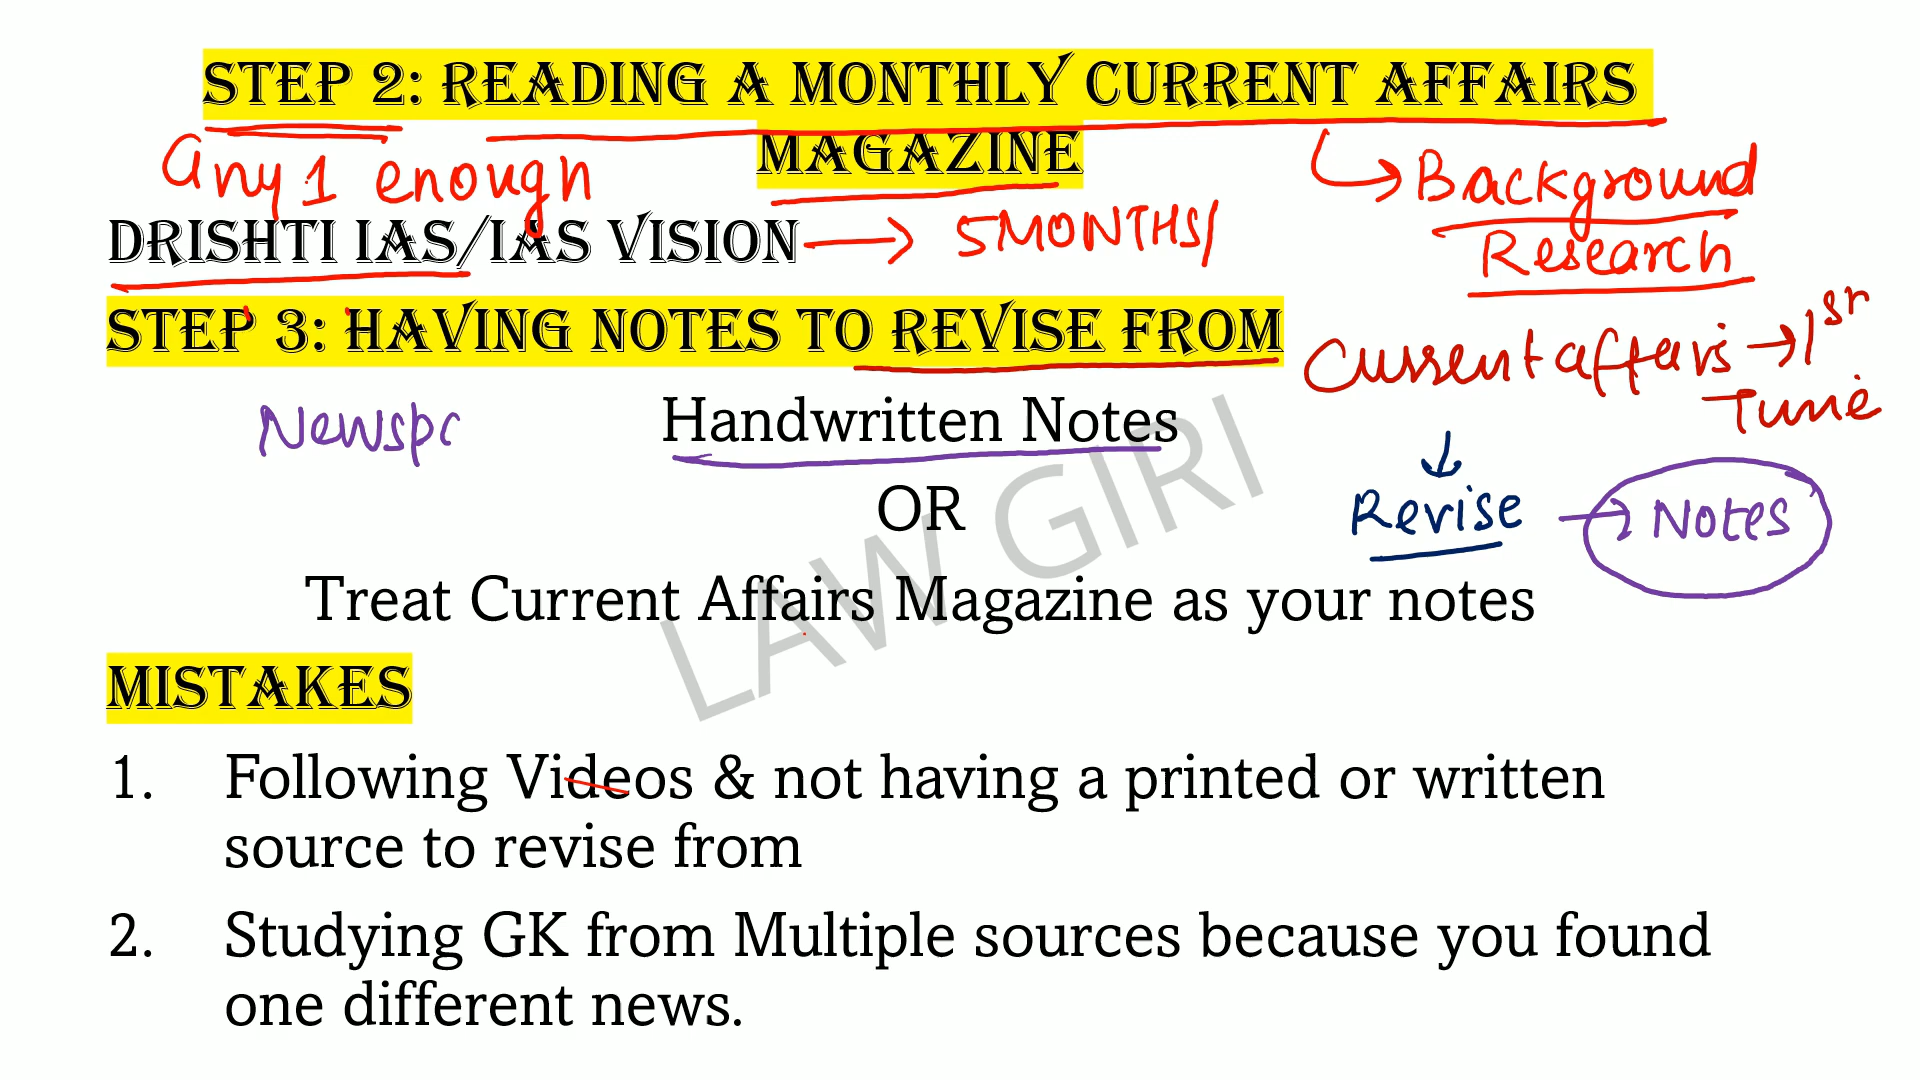 STEP 2: READING A MONTHLY CURRENT AFFAIRS
MAGAZINE
any 1 enough
Background
Research
DRISHTI IAS/IAS VISION
5 MONTHS/
STEP 3: HAVING NOTES TO REVISE FROM
Current affairs → 1st
Time
Newspc
Handwritten Notes
OR
Revise → Notes
Treat Current Affairs Magazine as your notes
LAW GIRI
MISTAKES
1. Following Videos & not having a printed or written
source to revise from
2. Studying GK from Multiple sources because you found
one different news.